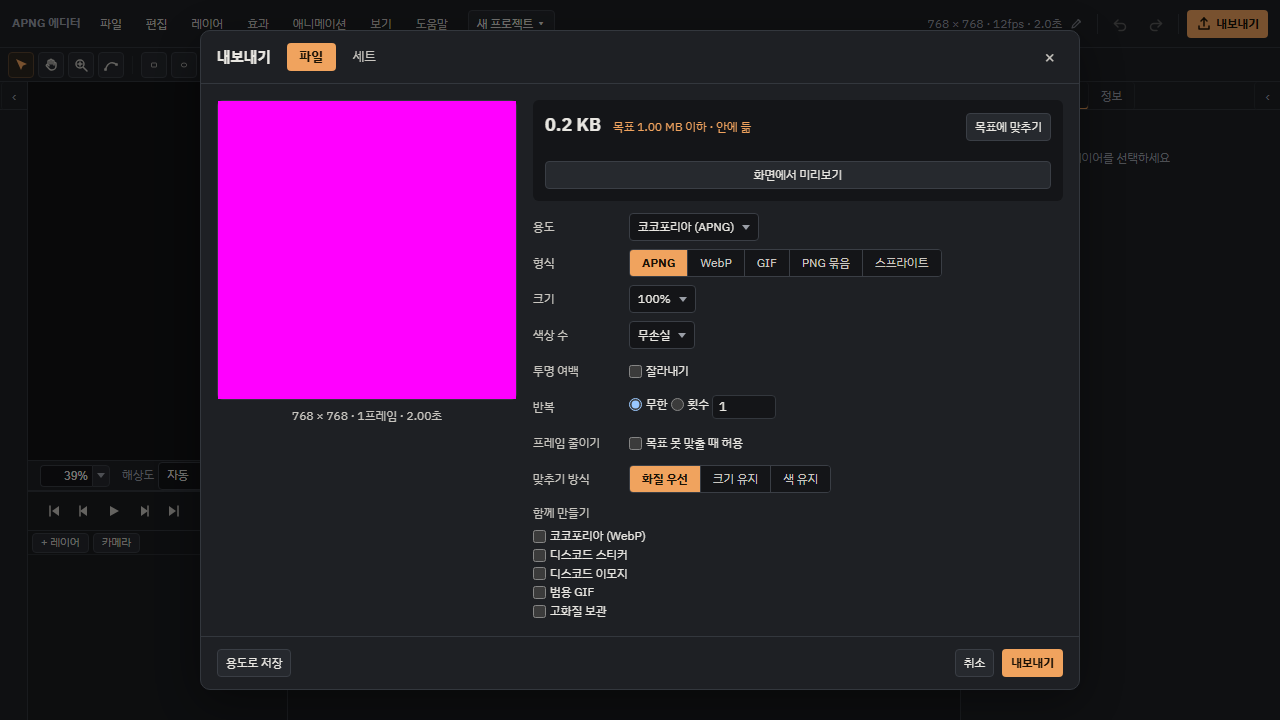 APNG 에디터 파일 편집 레이어 효과 애니메이션 보기 도움말 새 프로젝트 768 × 768 · 12fps · 2.0초 내보내기
내보내기 파일 세트 ×
정보
0.2 KB 목표 1.00 MB 이하 · 안에 듦 목표에 맞추기
이어를 선택하세요
화면에서 미리보기
용도 코코포리아 (APNG)
형식 APNG WebP GIF PNG 묶음 스프라이트
크기 100%
색상 수 무손실
투명 여백 잘라내기
반복 무한 횟수 1
768 × 768 · 1프레임 · 2.00초
프레임 줄이기 목표 못 맞출 때 허용
39% 해상도 자동
맞추기 방식 화질 우선 크기 유지 색 유지
함께 만들기
+ 레이어 카메라
코코포리아 (WebP)
디스코드 스티커
디스코드 이모지
범용 GIF
고화질 보관
용도로 저장 취소 내보내기